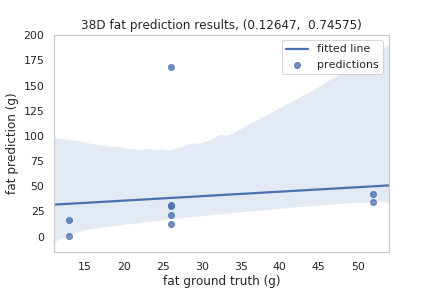 38D fat prediction results, (0.12647,  0.74575)
200
175
150
125
100
75
50
25
0
fat prediction (g)
fitted line
predictions
15 20 25 30 35 40 45 50
fat ground truth (g)